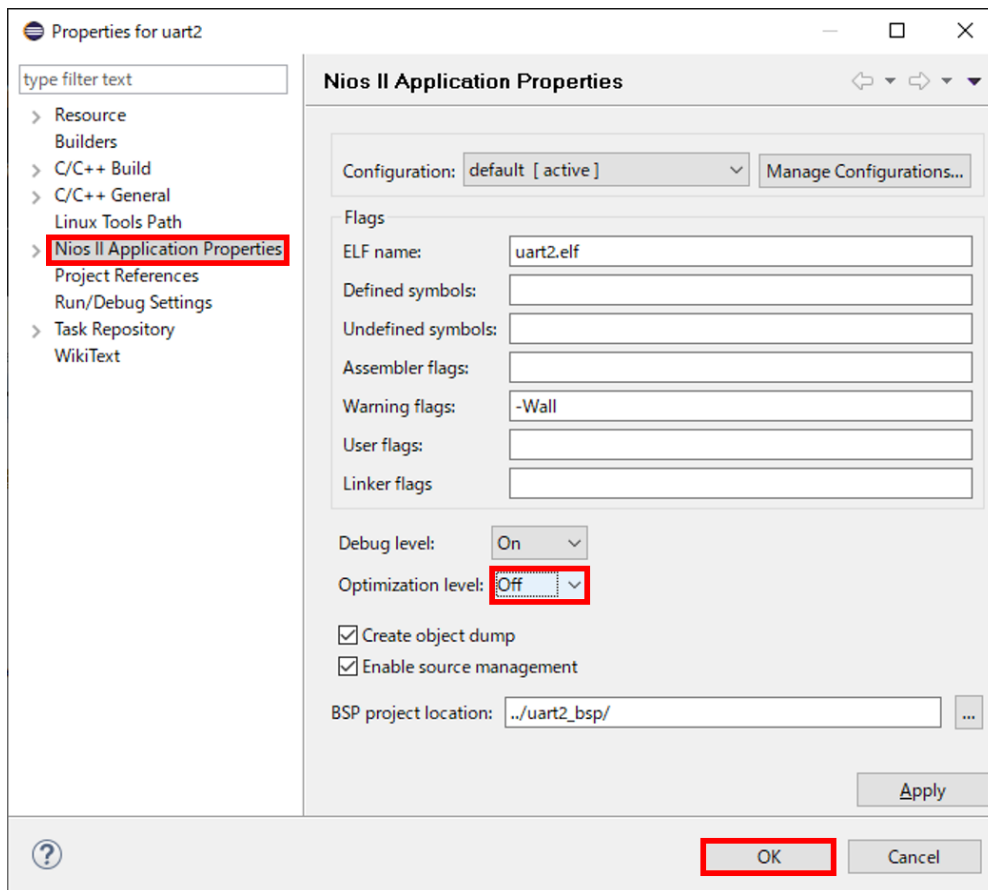 Properties for uart2
type filter text
Resource
Builders
C/C++ Build
C/C++ General
Linux Tools Path
Nios II Application Properties
Project References
Run/Debug Settings
Task Repository
WikiText
Nios II Application Properties
Configuration: default [ active ] Manage Configurations...
Flags
ELF name: uart2.elf
Defined symbols:
Undefined symbols:
Assembler flags:
Warning flags: -Wall
User flags:
Linker flags
Debug level: On
Optimization level: Off
Create object dump
Enable source management
BSP project location: ../uart2_bsp/ ...
Apply
OK Cancel